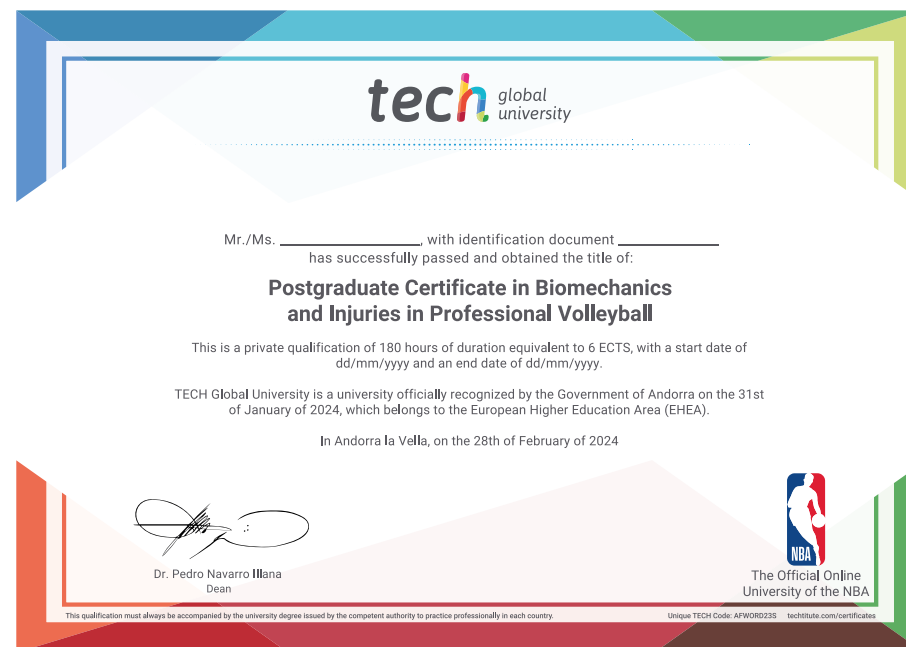 tech global university
Mr./Ms. ____________________, with identification document ______________
has successfully passed and obtained the title of:
Postgraduate Certificate in Biomechanics
and Injuries in Professional Volleyball
This is a private qualification of 180 hours of duration equivalent to 6 ECTS, with a start date of
dd/mm/yyyy and an end date of dd/mm/yyyy.
TECH Global University is a university officially recognized by the Government of Andorra on the 31st
of January of 2024, which belongs to the European Higher Education Area (EHEA).
In Andorra la Vella, on the 28th of February of 2024
Dr. Pedro Navarro Illana
Dean
NBA
The Official Online
University of the NBA
This qualification must always be accompanied by the university degree issued by the competent authority to practice professionally in each country.
Unique TECH Code: AFWORD23S techtitute.com/certificates